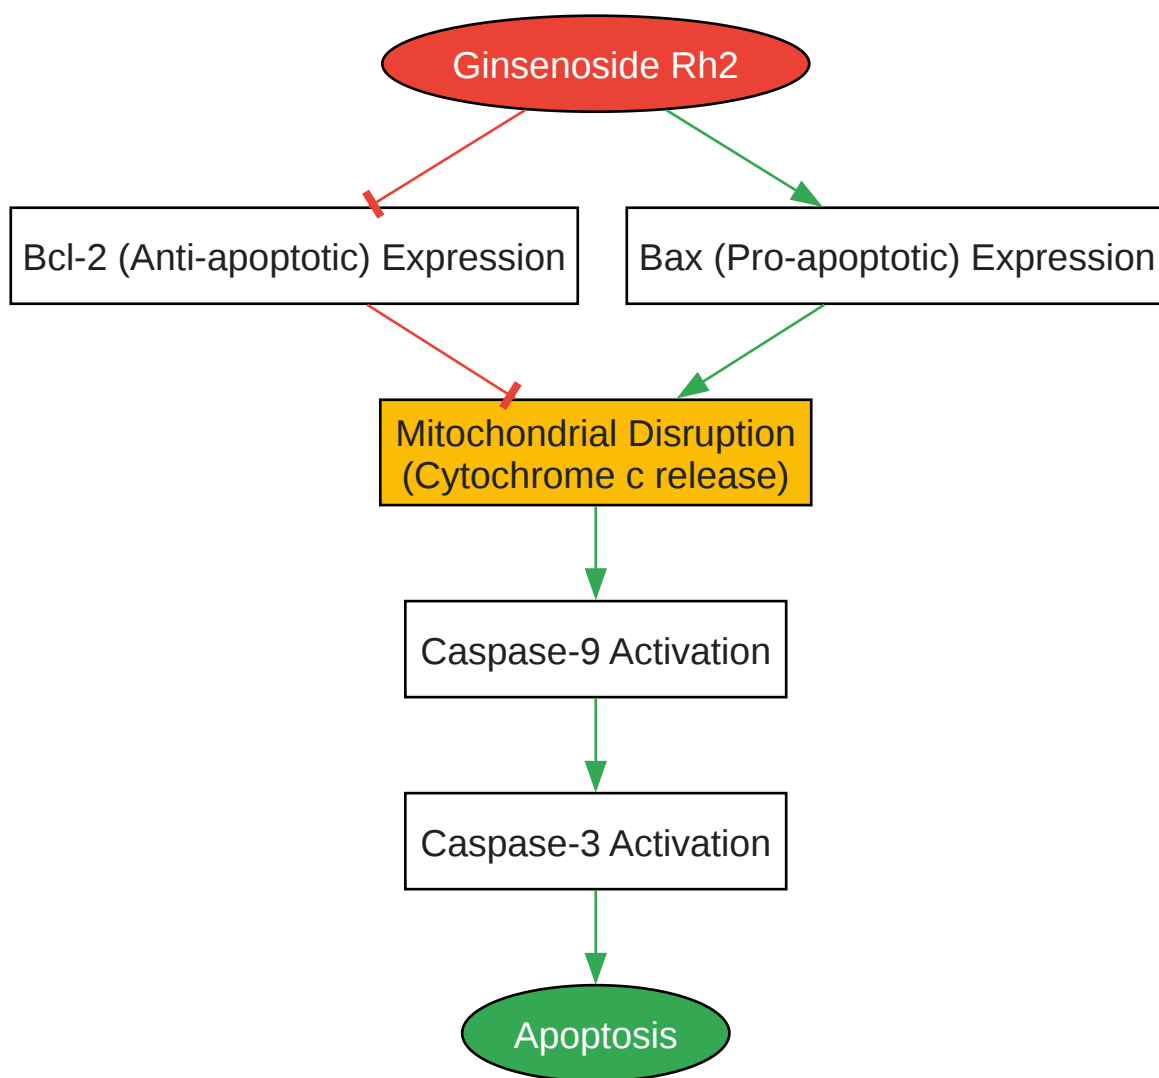 Ginsenoside Rh2
Bcl-2 (Anti-apoptotic) Expression
Bax (Pro-apoptotic) Expression
Mitochondrial Disruption
(Cytochrome c release)
Caspase-9 Activation
Caspase-3 Activation
Apoptosis